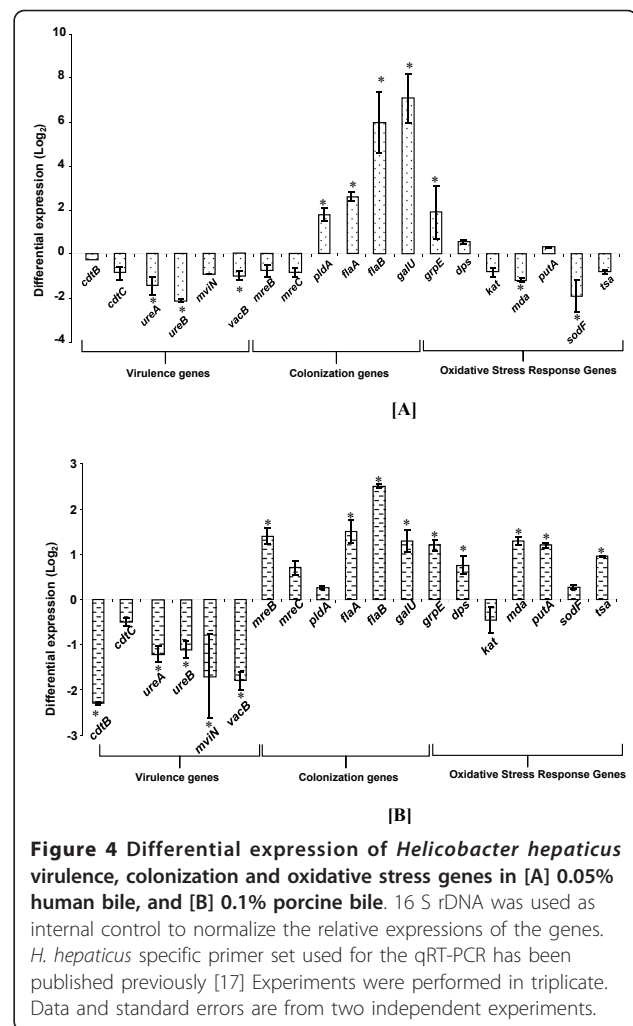 10
8
6
4
2
0
-2
-4
Differential expression (Log2)
* * * * * * * * * * *
cdtB cdtC ureA ureB mviN vacB mreB mreC pldA flaA flaB galU grpE dps kat mda putA sodF tsa
Virulence genes Colonization genes Oxidative Stress Response Genes
[A]
3
2
1
0
-1
-2
-3
Differential expression (Log2)
* * * * * * * * * * * * * * *
cdtB cdtC ureA ureB mviN vacB mreB mreC pldA flaA flaB galU grpE dps kat mda putA sodF tsa
Virulence genes Colonization genes Oxidative Stress Response Genes
[B]
Figure 4 Differential expression of Helicobacter hepaticus
virulence, colonization and oxidative stress genes in [A] 0.05%
human bile, and [B] 0.1% porcine bile. 16 S rDNA was used as
internal control to normalize the relative expressions of the genes.
H. hepaticus specific primer set used for the qRT-PCR has been
published previously [17] Experiments were performed in triplicate.
Data and standard errors are from two independent experiments.